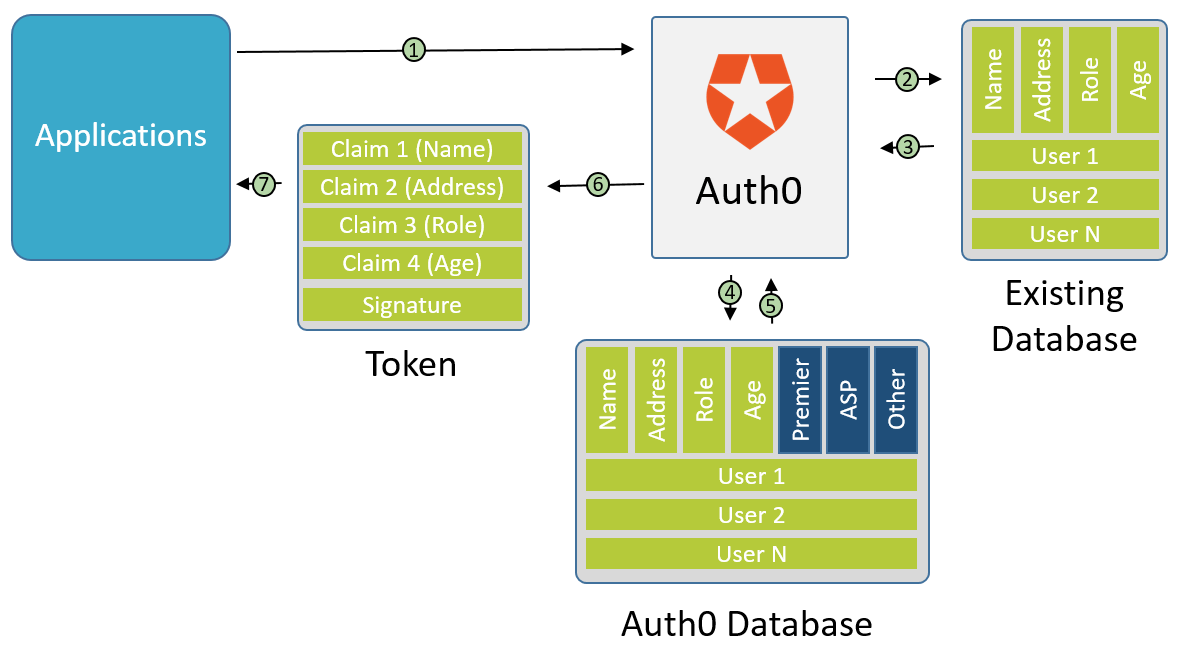 Applications
1
Auth0
2
3
Name
Address
Role
Age
User 1
User 2
User N
Existing
Database
7
Claim 1 (Name)
Claim 2 (Address)
Claim 3 (Role)
Claim 4 (Age)
Signature
Token
6
4
5
Name
Address
Role
Age
Premier
ASP
Other
User 1
User 2
User N
Auth0 Database